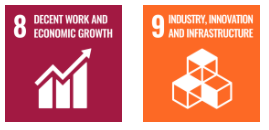 8 DECENT WORK AND
ECONOMIC GROWTH
9 INDUSTRY, INNOVATION
AND INFRASTRUCTURE